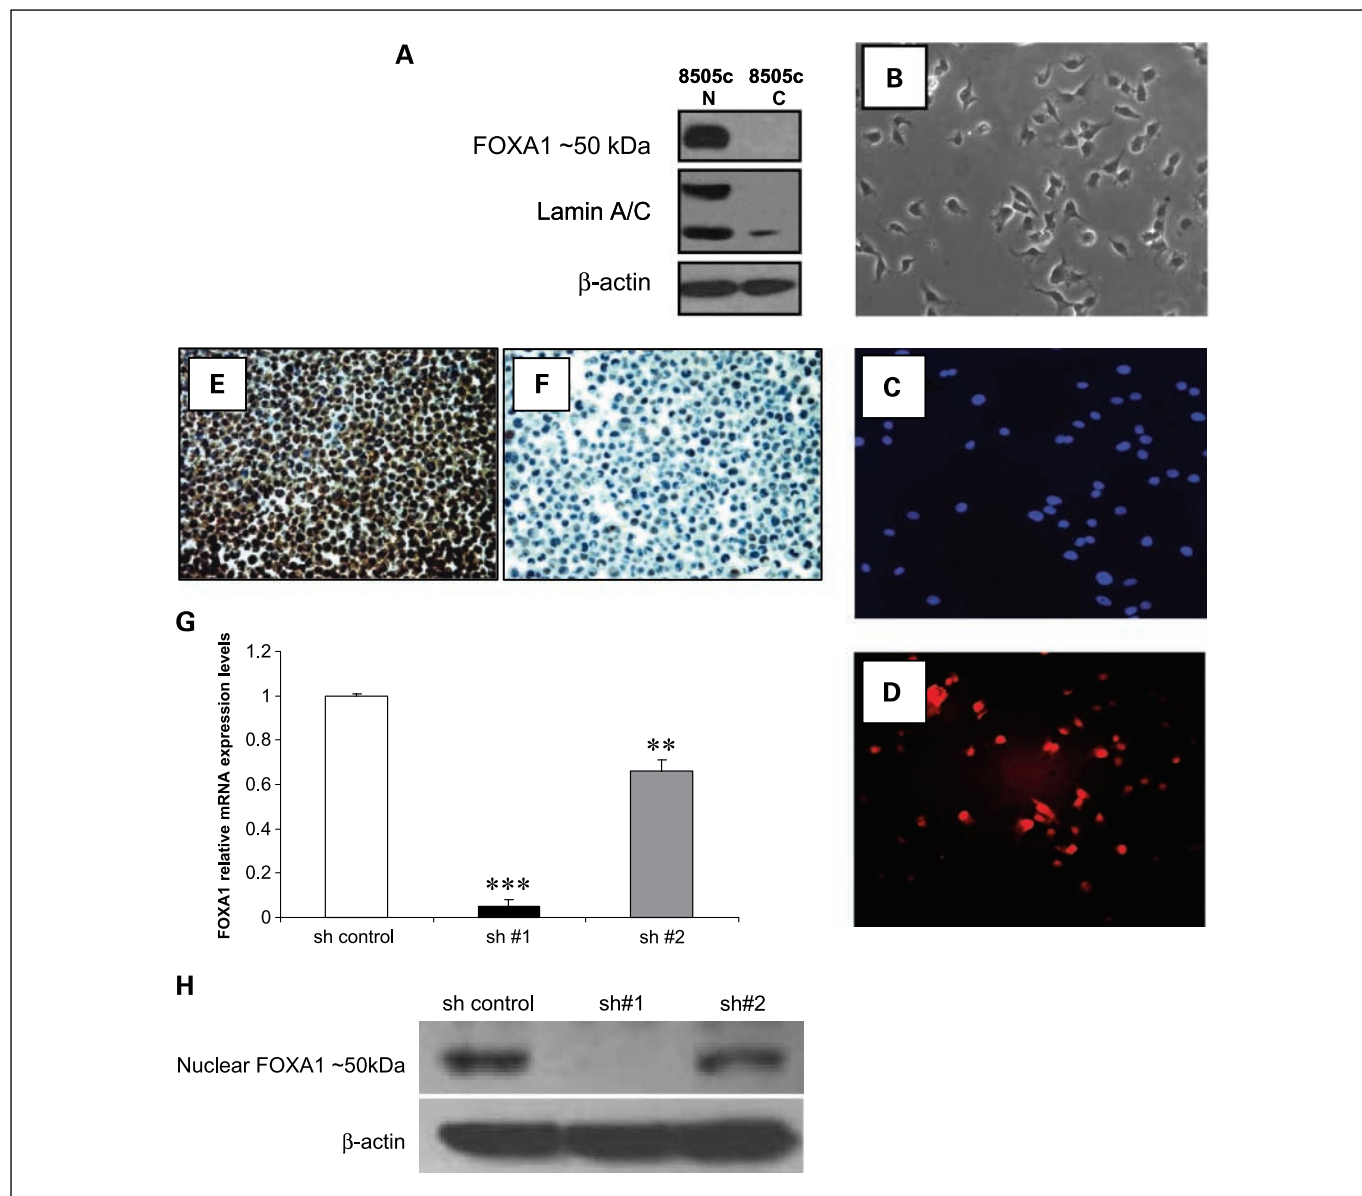 A
8505c 8505c
N C
FOXA1 ~50 kDa
Lamin A/C
β-actin
B
E
F
C
G
FOXA1 relative mRNA expression levels
1.2
1
0.8
0.6
0.4
0.2
0
***
**
sh control sh #1 sh #2
D
H
sh control sh#1 sh#2
Nuclear FOXA1 ~50kDa
β-actin